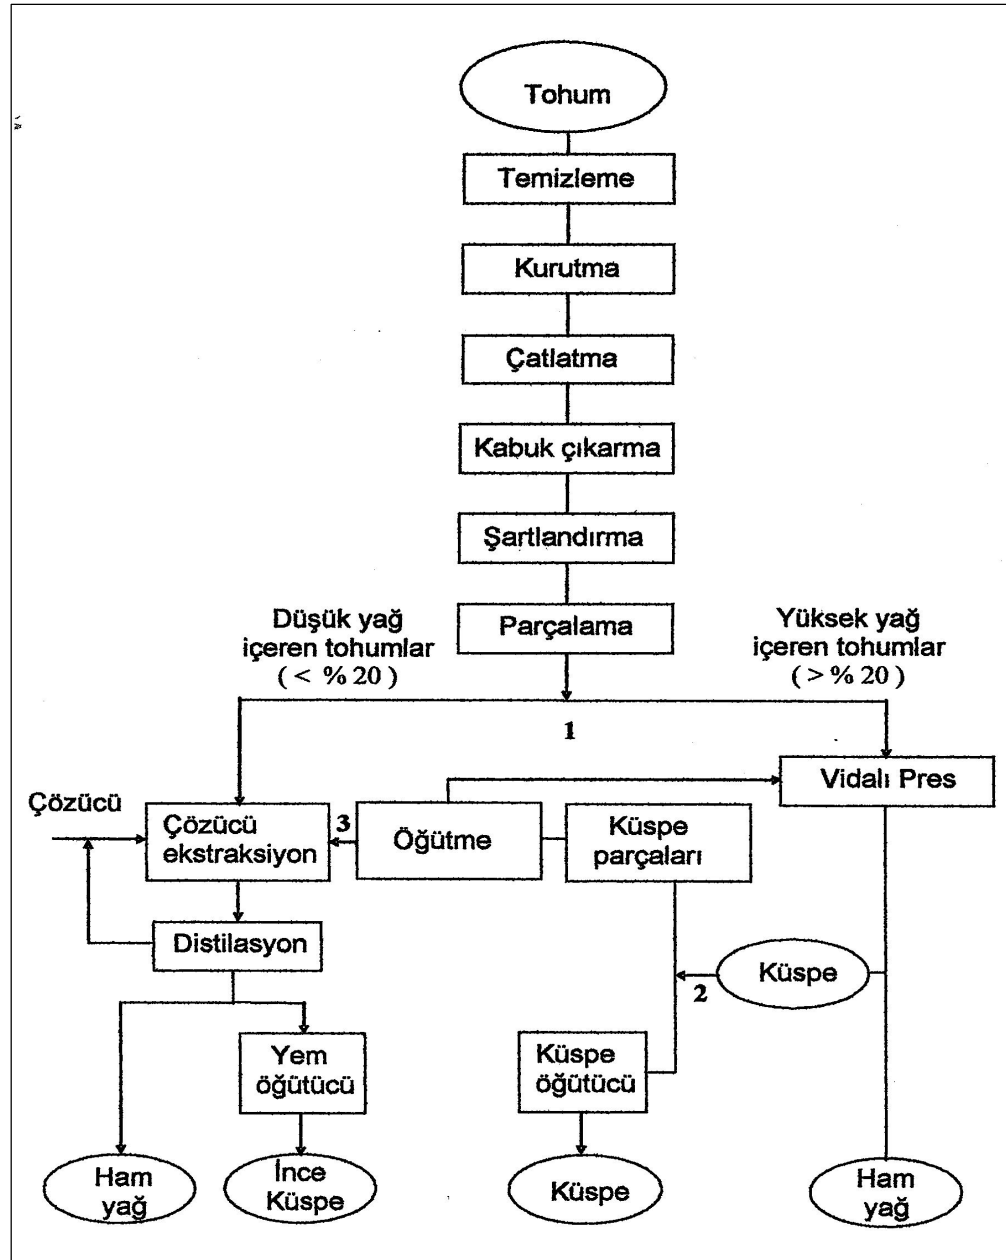 Tohum
Temizleme
Kurutma
Çatlatma
Kabuk çıkarma
Şartlandırma
Parçalama
Düşük yağ
içeren tohumlar
( < % 20 )
Yüksek yağ
içeren tohumlar
( > % 20 )
1
Vidalı Pres
Çözücü
Çözücü
ekstraksiyon
3
Öğütme
Küspe
parçaları
Distilasyon
Küspe
2
Yem
öğütücü
Küspe
öğütücü
Ham
yağ
İnce
Küspe
Küspe
Ham
yağ